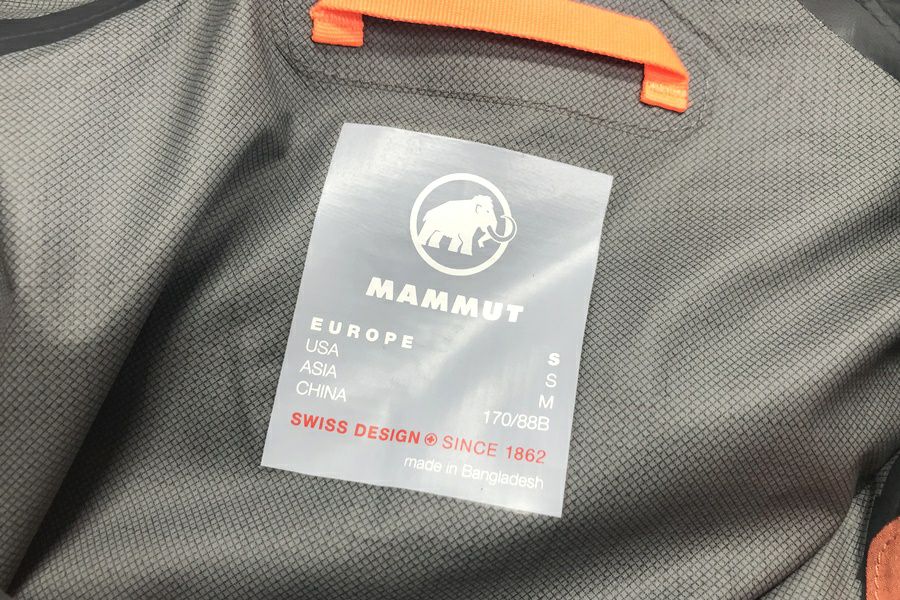 MAMMUT
EUROPE S
USA S
ASIA M
CHINA 170/88B
SWISS DESIGN SINCE 1862
made in Bangladesh